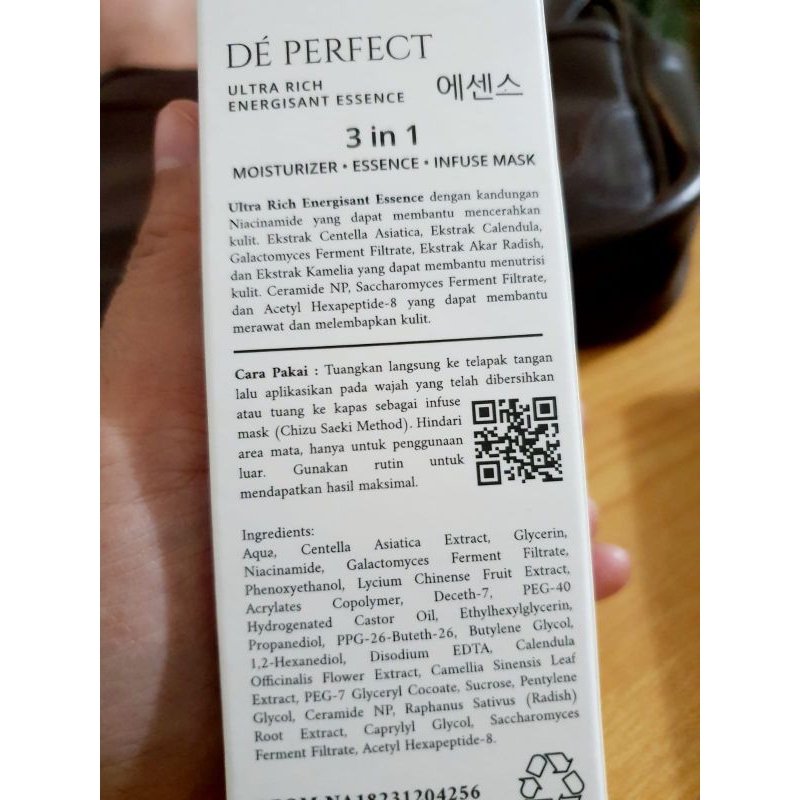 DÉ PERFECT
ULTRA RICH
ENERGISANT ESSENCE
에센스
3 in 1
MOISTURIZER • ESSENCE • INFUSE MASK
Ultra Rich Energisant Essence dengan kandungan
Niacinamide yang dapat membantu mencerahkan
kulit. Ekstrak Centella Asiatica, Ekstrak Calendula,
Galactomyces Ferment Filtrate, Ekstrak Akar Radish,
dan Ekstrak Kamelia yang dapat membantu menutrisi
kulit. Ceramide NP, Saccharomyces Ferment Filtrate,
dan Acetyl Hexapeptide-8 yang dapat membantu
merawat dan melembapkan kulit.
Cara Pakai : Tuangkan langsung ke telapak tangan
lalu aplikasikan pada wajah yang telah dibersihkan
atau tuang ke kapas sebagai infuse
mask (Chizu Saeki Method). Hindari
area mata, hanya untuk penggunaan
luar. Gunakan rutin untuk
mendapatkan hasil maksimal.
Ingredients:
Aqua, Centella Asiatica Extract, Glycerin,
Niacinamide, Galactomyces Ferment Filtrate,
Phenoxyethanol, Lycium Chinense Fruit Extract,
Acrylates Copolymer, Deceth-7, PEG-40
Hydrogenated Castor Oil, Ethylhexylglycerin,
Propanediol, PPG-26-Buteth-26, Butylene Glycol,
1,2-Hexanediol, Disodium EDTA, Calendula
Officinalis Flower Extract, Camellia Sinensis Leaf
Extract, PEG-7 Glyceryl Cocoate, Sucrose, Pentylene
Glycol, Ceramide NP, Raphanus Sativus (Radish)
Root Extract, Caprylyl Glycol, Saccharomyces
Ferment Filtrate, Acetyl Hexapeptide-8.
NA18231204256